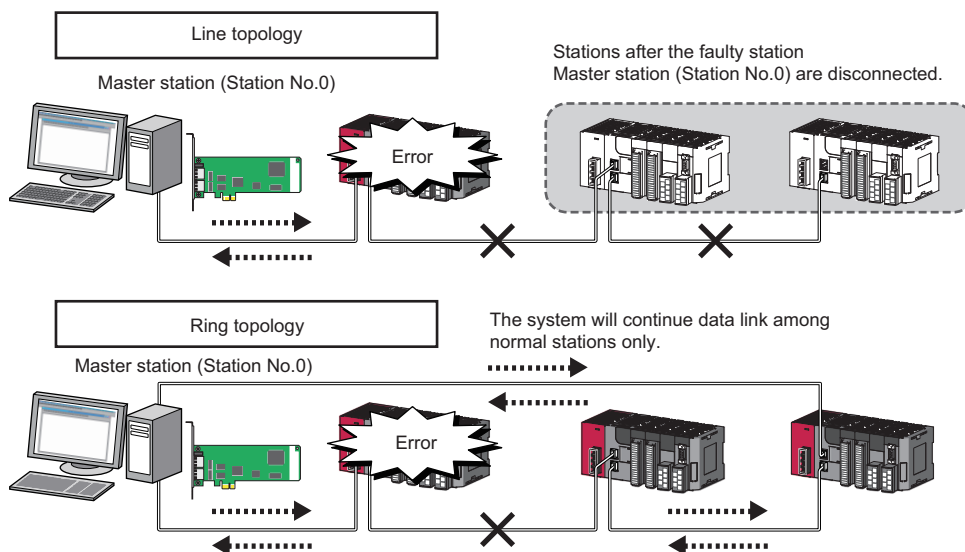 Line topology
Stations after the faulty station
Master station (Station No.0) are disconnected.
Master station (Station No.0)
Error
Ring topology
The system will continue data link among
normal stations only.
Master station (Station No.0)
Error